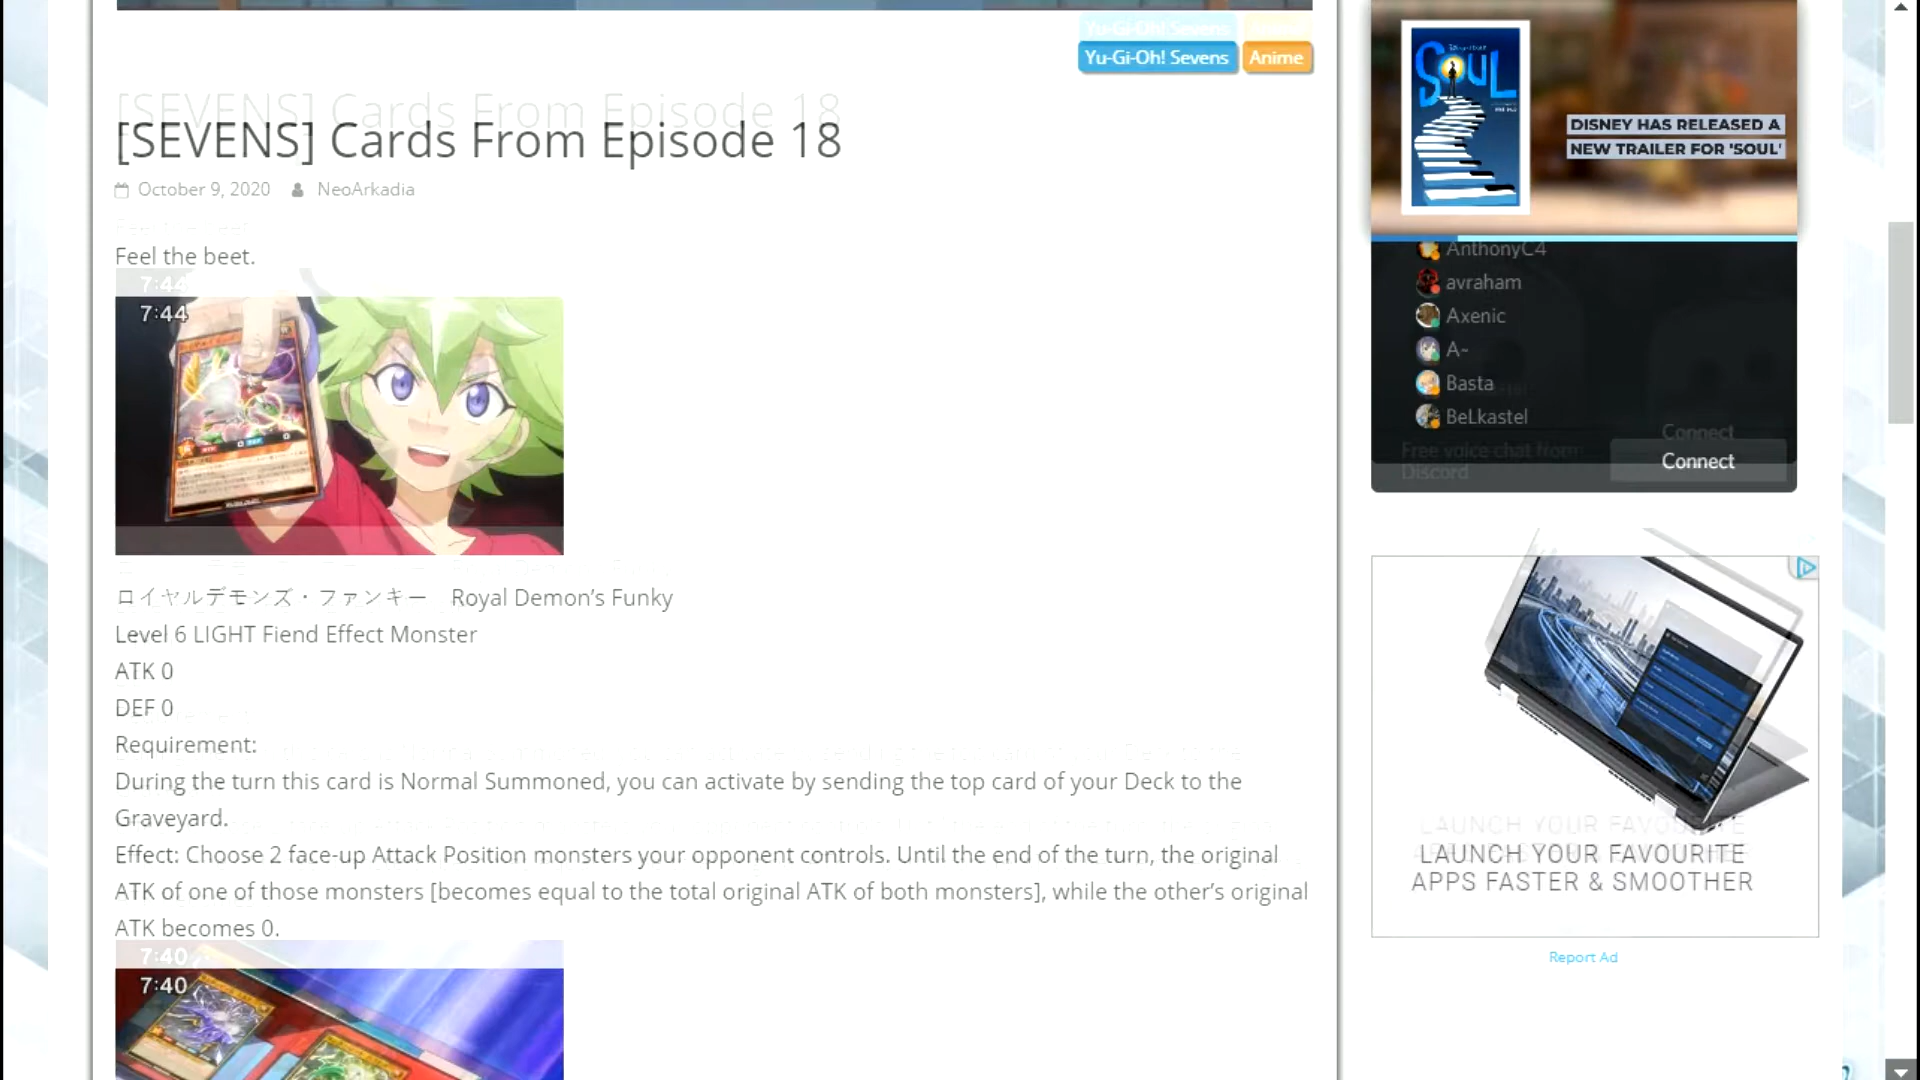 Yu-Gi-Oh! Sevens Anime
[SEVENS] Cards From Episode 18
October 9, 2020 NeoArkadia
Feel the beet.
7:44
ロイヤルデモンズ・ファンキー Royal Demon's Funky
Level 6 LIGHT Fiend Effect Monster
ATK 0
DEF 0
Requirement:
During the turn this card is Normal Summoned, you can activate by sending the top card of your Deck to the
Graveyard.
Effect: Choose 2 face-up Attack Position monsters your opponent controls. Until the end of the turn, the original
ATK of one of those monsters [becomes equal to the total original ATK of both monsters], while the other's original
ATK becomes 0.
7:40
SOUL
DISNEY HAS RELEASED A
NEW TRAILER FOR 'SOUL'
AnthonyC4
avraham
Axenic
A~
Basta
BeLkastel
Free voice chat from
Discord
Connect
LAUNCH YOUR FAVOURITE
APPS FASTER & SMOOTHER
Report Ad